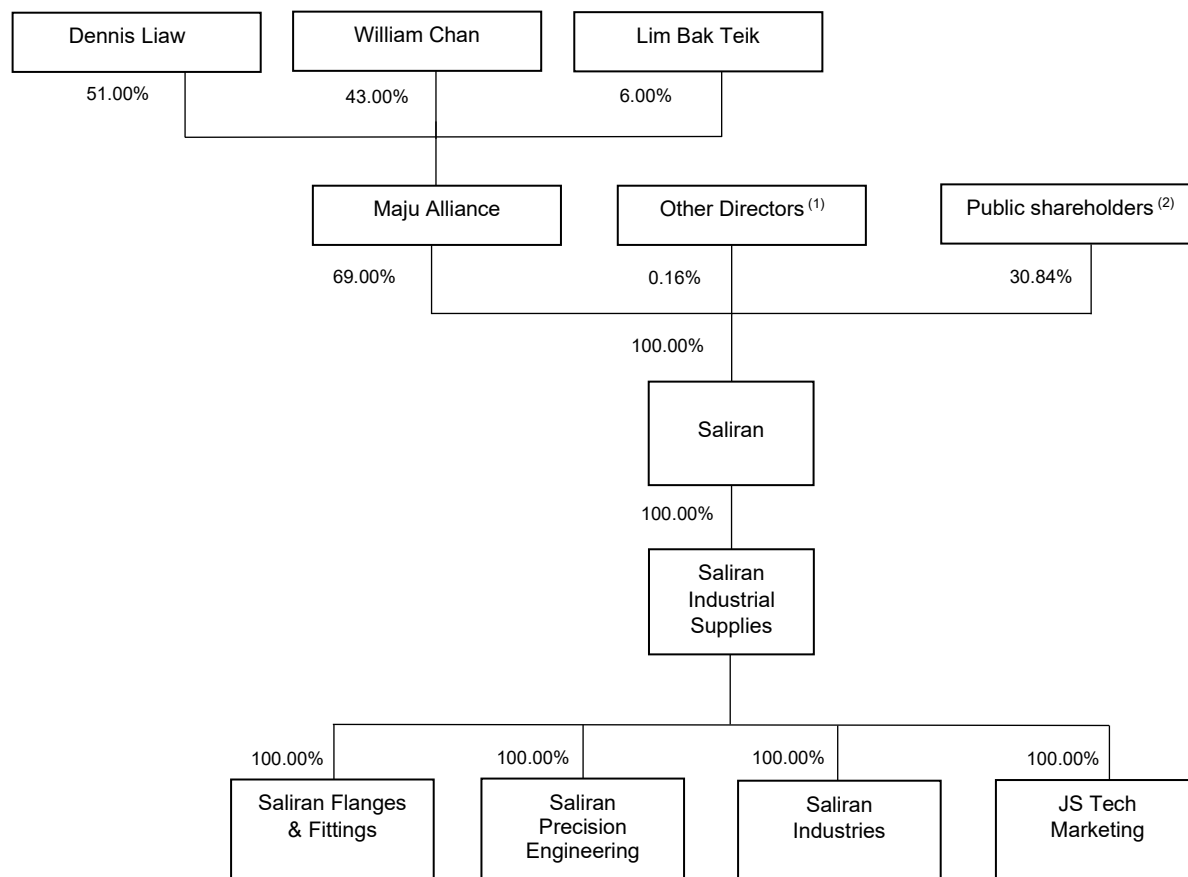 Dennis Liaw
William Chan
Lim Bak Teik
51.00%
43.00%
6.00%
Maju Alliance
Other Directors (1)
Public shareholders (2)
69.00%
0.16%
30.84%
100.00%
Saliran
100.00%
Saliran
Industrial
Supplies
100.00%
100.00%
100.00%
100.00%
Saliran Flanges
& Fittings
Saliran
Precision
Engineering
Saliran
Industries
JS Tech
Marketing